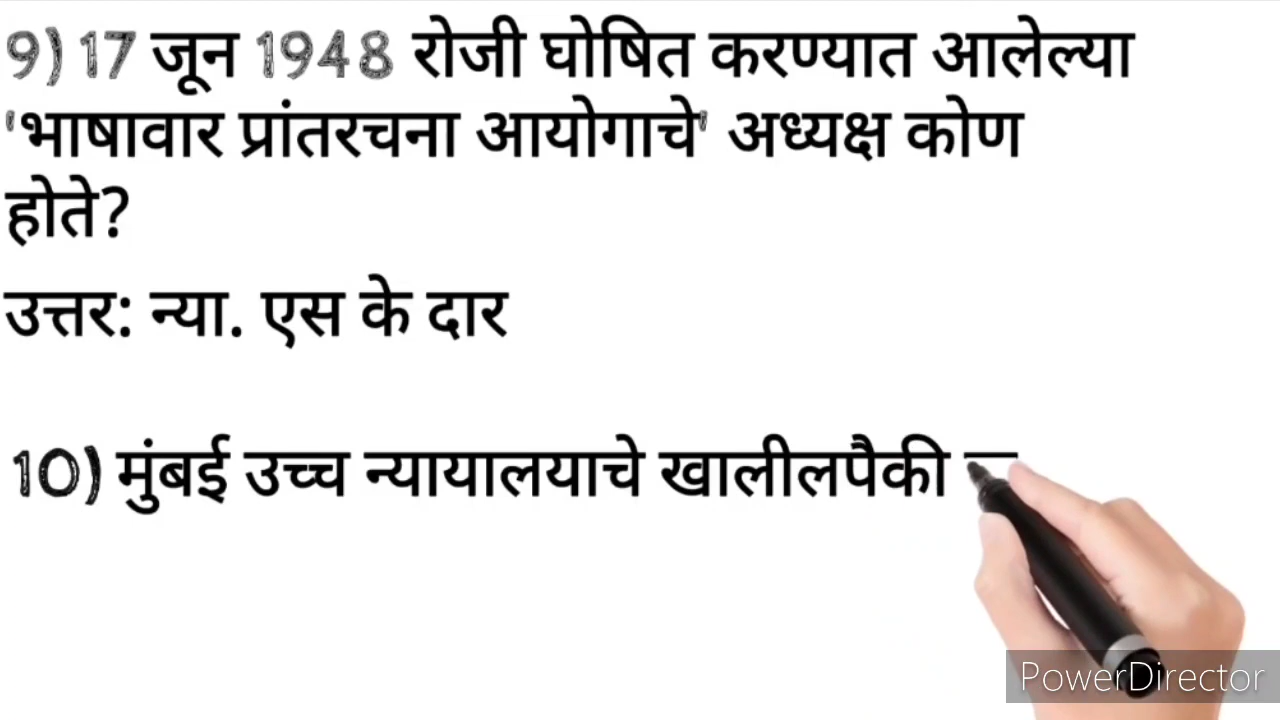 9) 17 जून 1948 रोजी घोषित करण्यात आलेल्या
'भाषावार प्रांतरचना आयोगाचे' अध्यक्ष कोण
होते?
उत्तर: न्या. एस के दार
10) मुंबई उच्च न्यायालयाचे खालीलपैकी
PowerDirector